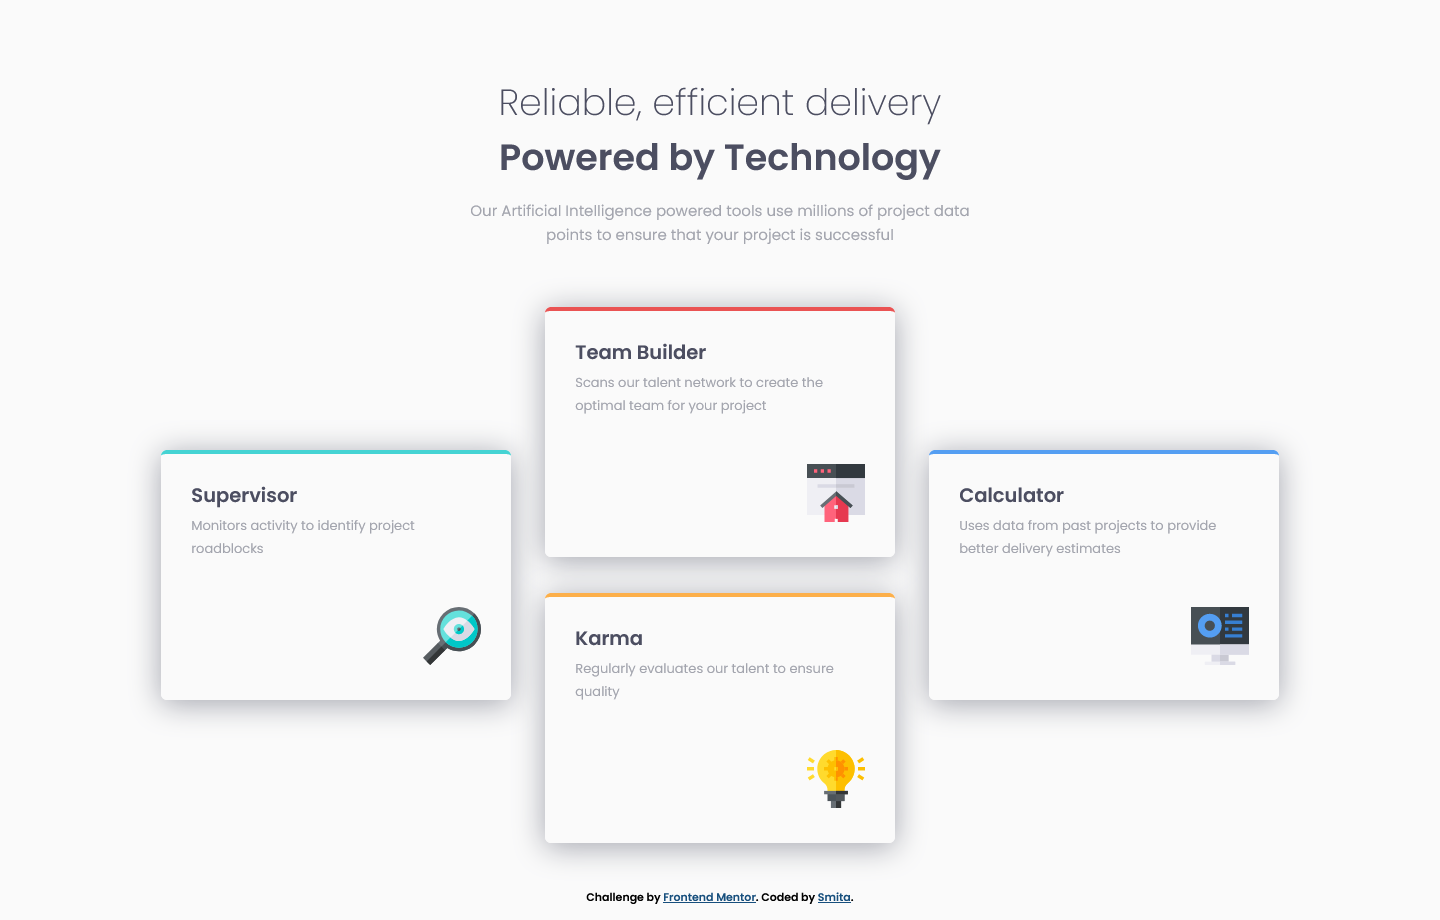 Reliable, efficient delivery
Powered by Technology
Our Artificial Intelligence powered tools use millions of project data
points to ensure that your project is successful
Team Builder
Scans our talent network to create the
optimal team for your project
Supervisor
Monitors activity to identify project
roadblocks
Calculator
Uses data from past projects to provide
better delivery estimates
Karma
Regularly evaluates our talent to ensure
quality
Challenge by Frontend Mentor. Coded by Smita.